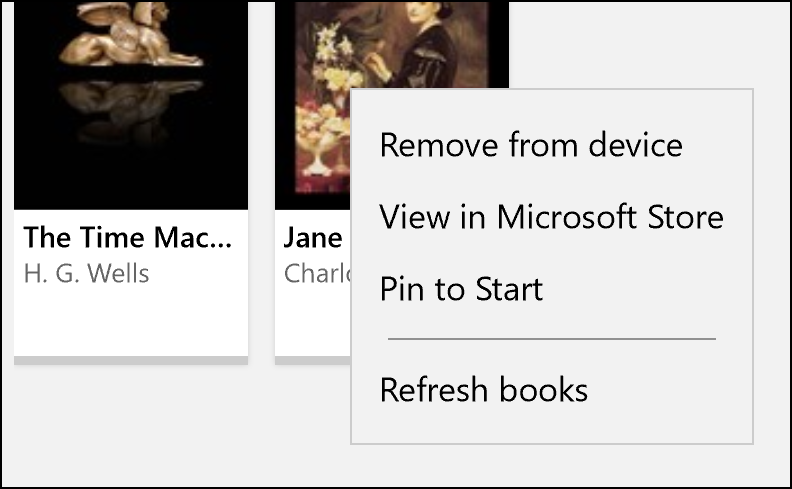 The Time Mac...
H. G. Wells
Jane
Charlo
Remove from device
View in Microsoft Store
Pin to Start
Refresh books